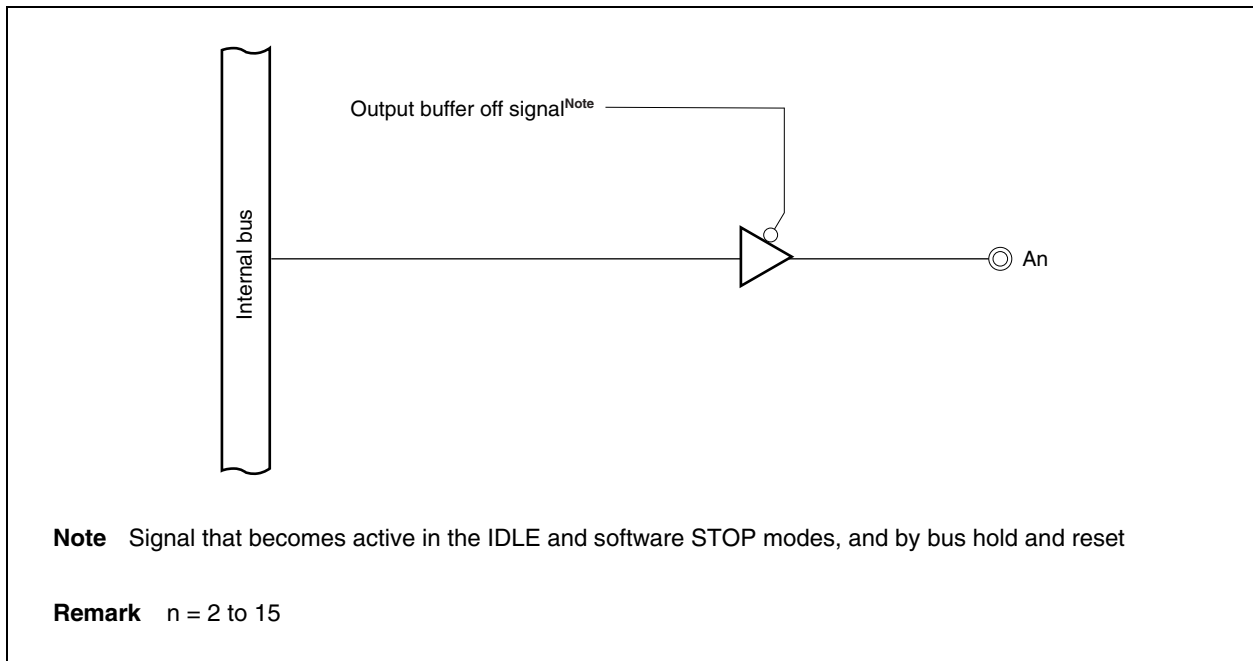 Output buffer off signalNote
Internal bus
An
Note Signal that becomes active in the IDLE and software STOP modes, and by bus hold and reset
Remark n = 2 to 15